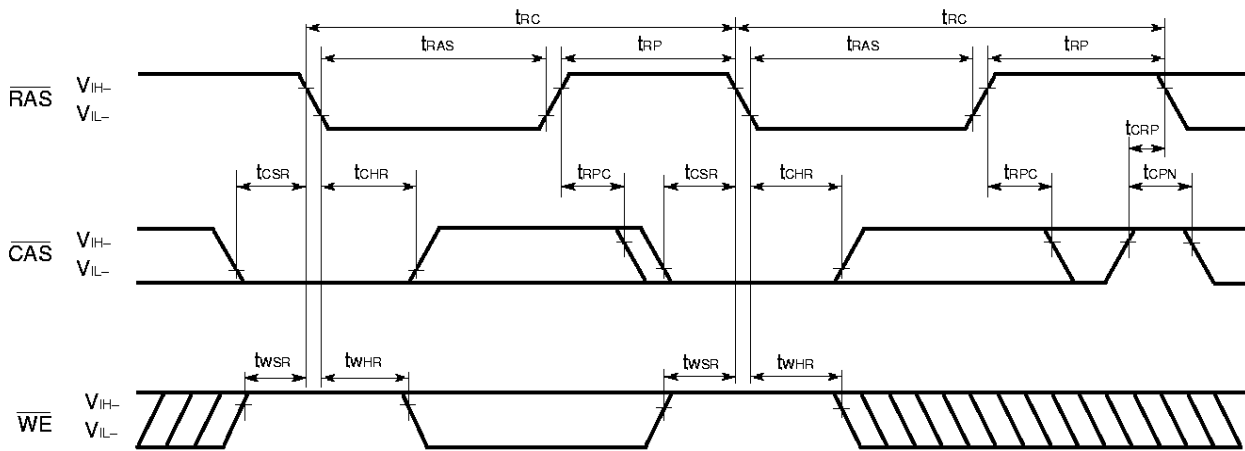 tRC tRC
tRAS tRP tRAS tRP
RAS VIH–
VIL–
tCRP
tCSR tCHR tRPC tCSR tCHR tRPC tCPN
CAS VIH–
VIL–
tWSR tWHR tWSR tWHR
WE VIH–
VIL–